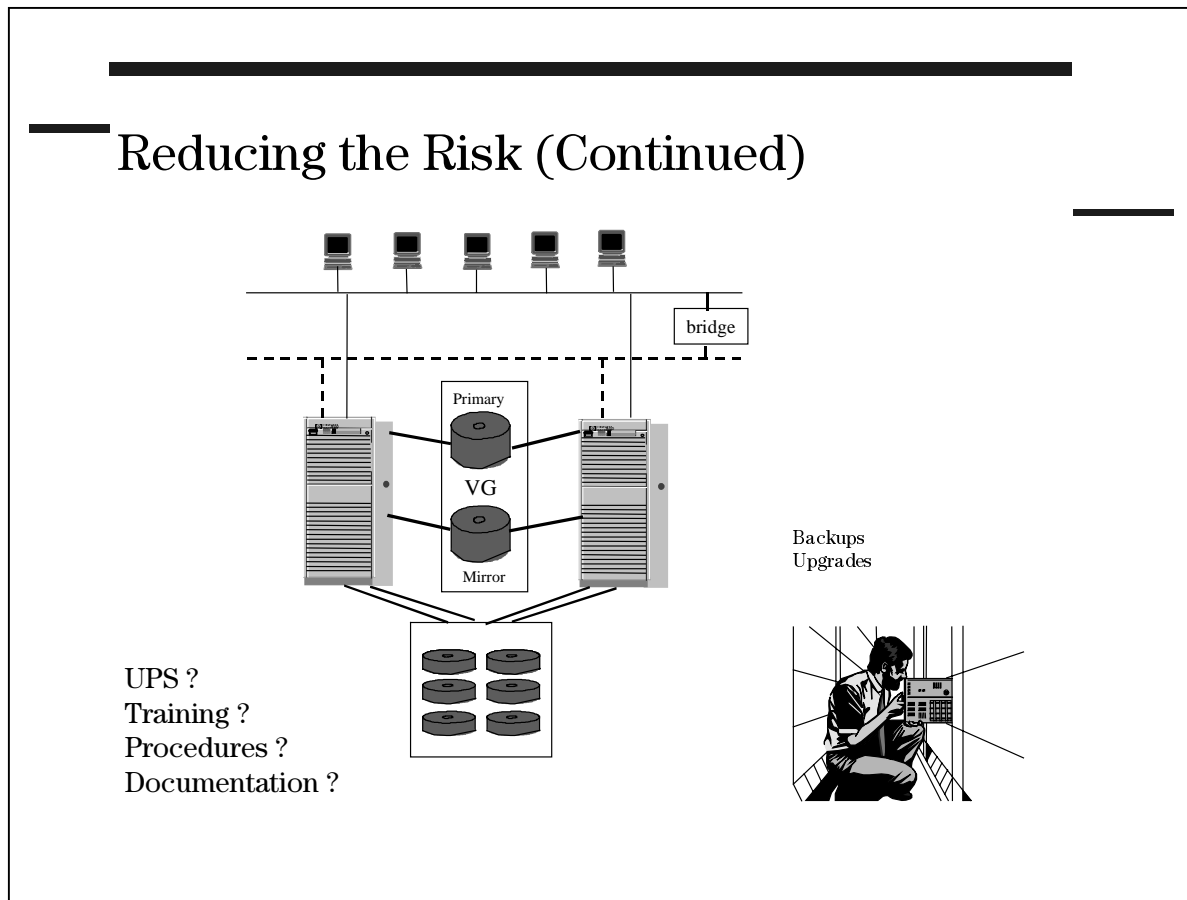 Reducing the Risk (Continued)
bridge
Primary
VG
Mirror
Backups
Upgrades
UPS ?
Training ?
Procedures ?
Documentation ?